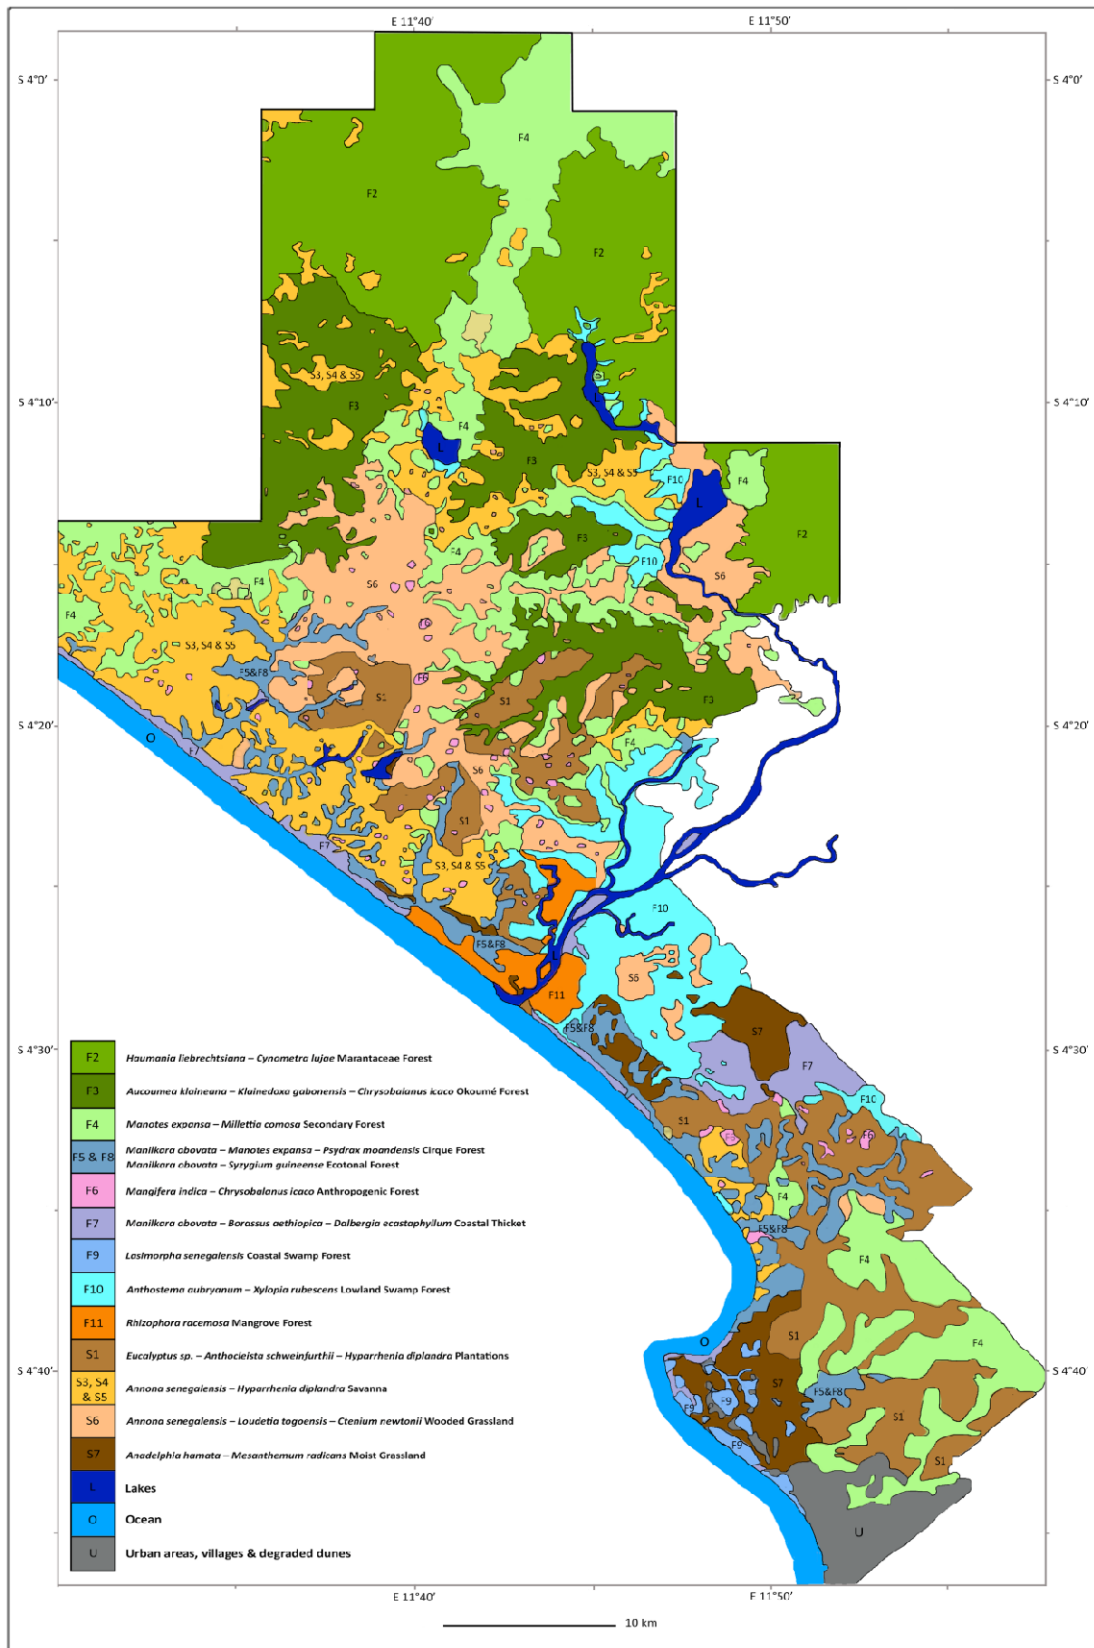 E 11°40'
E 11°50'
S 4°0'
S 4°0'
F4
F2
F2
S3, S4 & S5
S
L
F3
S 4°10'
S 4°10'
F4
L
F3
S3, S4 & S5
F10
F4
L
F3
F2
F4
F10
S6
S6
F4
F4
F6
S3, S4 & S5
F5&F8
F6
S1
S1
F3
S 4°20'
S 4°20'
O
F7
F4
S6
S1
F7
S3, S4 & S5
F10
F5&F8
L
S6
F11
F5&F8
S7
S 4°30'
S 4°30'
F7
F10
S1
F6
F6
F4
F5&F8
F4
S1
O
F4
S 4°40'
S 4°40'
S7
F5&F8
F9
F9
S1
F9
S1
U
F2 Haumania liebrechtsiana – Cynometra lujae Marantaceae Forest
F3 Aucoumea klaineana – Klainedoxa gabonensis – Chrysobalanus icaco Okoumé Forest
F4 Manotes expansa – Millettia comosa Secondary Forest
F5 & F8 Manilkara obovata – Manotes expansa – Psydrax moandensis Cirque Forest
Manilkara obovata – Syzygium guineense Ecotonal Forest
F6 Mangifera indica – Chrysobalanus icaco Anthropogenic Forest
F7 Manilkara obovata – Borassus aethiopica – Dalbergia ecastaphyllum Coastal Thicket
F9 Lasimorpha senegalensis Coastal Swamp Forest
F10 Anthostema aubryanum – Xylopia rubescens Lowland Swamp Forest
F11 Rhizophora racemosa Mangrove Forest
S1 Eucalyptus sp. – Anthocleista schweinfurthii – Hyparrhenia diplandra Plantations
S3, S4
& S5 Annona senegalensis – Hyparrhenia diplandra Savanna
S6 Annona senegalensis – Loudetia togoensis – Ctenium newtonii Wooded Grassland
S7 Anadelphia hamata – Mesanthemum radicans Moist Grassland
L Lakes
O Ocean
U Urban areas, villages & degraded dunes
E 11°40'
E 11°50'
10 km